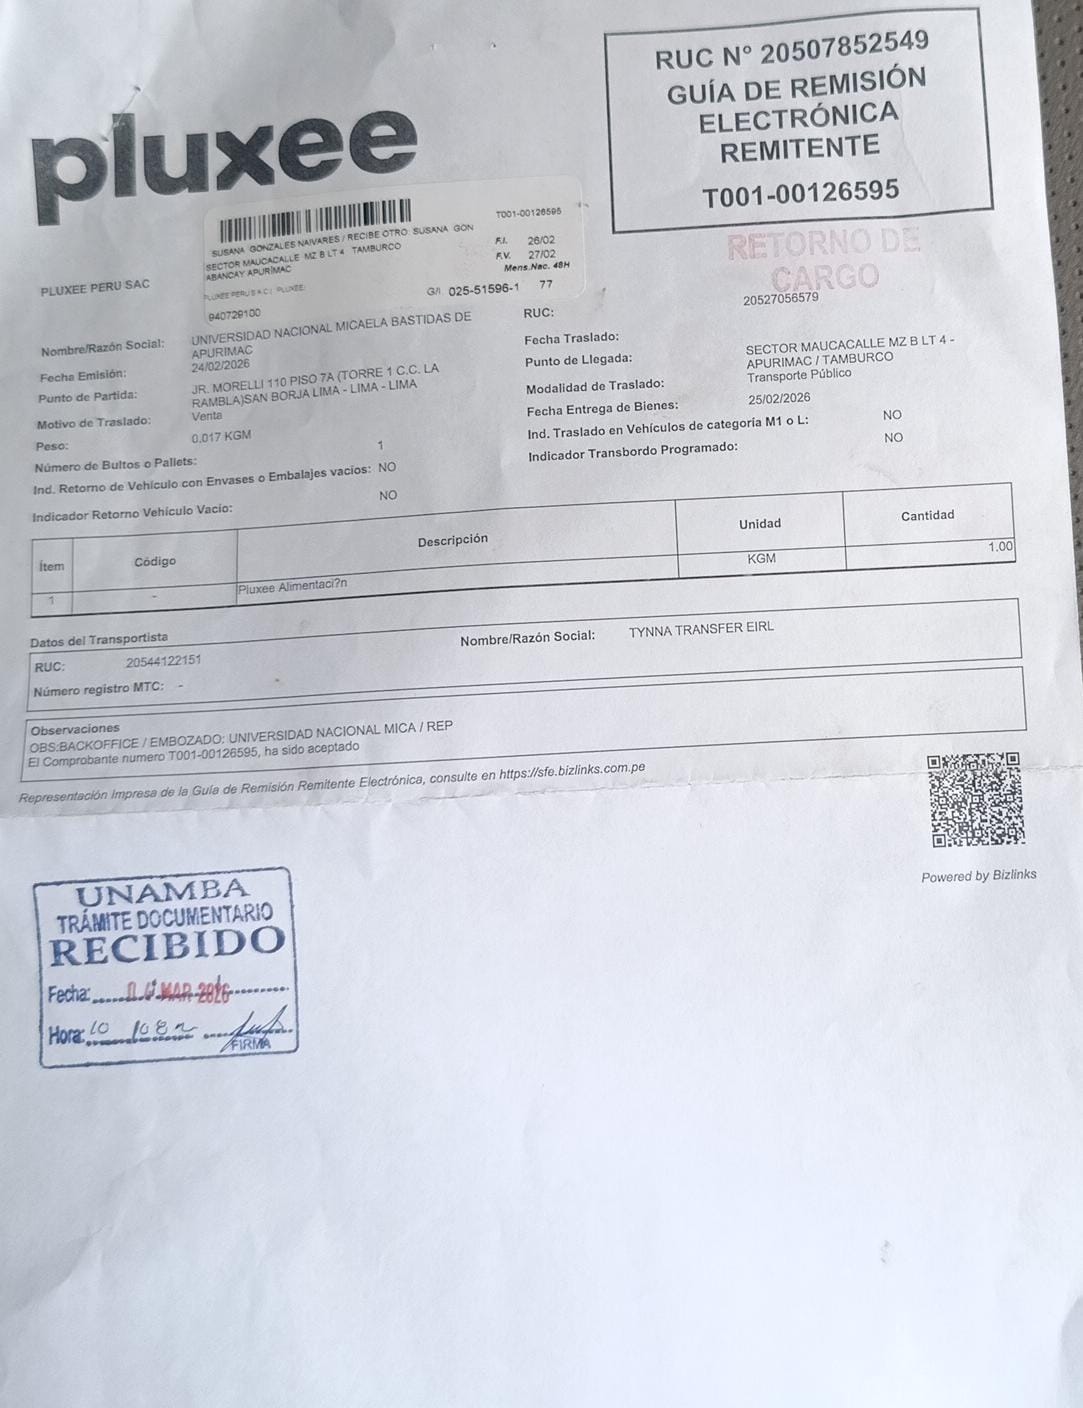 RUC Nº 20507852549
GUÍA DE REMISIÓN
ELECTRÓNICA
REMITENTE
T001-00126595
pluxee
RETORNO DE
CARGO
T001-00126595
SUSANA GONZALES NAIVARES / RECIBE OTRO: SUSANA GON
SECTOR MAUCACALLE MZ B LT 4 TAMBURCO
ABANCAY APURIMAC
F.I. 26/02
F.V. 27/02
Mens.Nac. 48H
PLUXEE PERU S A C | PLUXEE
G/I 025-51596-1 77
940729100
PLUXEE PERU SAC
Nombre/Razón Social: UNIVERSIDAD NACIONAL MICAELA BASTIDAS DE
APURIMAC
RUC: 20527056579
Fecha Emisión: 24/02/2026
Fecha Traslado:
Punto de Partida: JR. MORELLI 110 PISO 7A (TORRE 1 C.C. LA
RAMBLA)SAN BORJA LIMA - LIMA - LIMA
Punto de Llegada: SECTOR MAUCACALLE MZ B LT 4 -
APURIMAC / TAMBURCO
Motivo de Traslado: Venta
Modalidad de Traslado: Transporte Público
Peso: 0.017 KGM
Fecha Entrega de Bienes: 25/02/2026
Número de Bultos o Pallets: 1
Ind. Traslado en Vehículos de categoría M1 o L: NO
Ind. Retorno de Vehículo con Envases o Embalajes vacios: NO
Indicador Transbordo Programado: NO
Indicador Retorno Vehículo Vacio: NO
Ítem Código Descripción Unidad Cantidad
1 - Pluxee Alimentaci?n KGM 1.00
Datos del Transportista
RUC: 20544122151 Nombre/Razón Social: TYNNA TRANSFER EIRL
Número registro MTC: -
Observaciones
OBS:BACKOFFICE / EMBOZADO: UNIVERSIDAD NACIONAL MICA / REP
El Comprobante numero T001-00126595, ha sido aceptado
Representación Impresa de la Guía de Remisión Remitente Electrónica, consulte en https://sfe.bizlinks.com.pe
Powered by Bizlinks
UNAMBA
TRÁMITE DOCUMENTARIO
RECIBIDO
Fecha: MAR 2026
Hora: 10
FIRMA